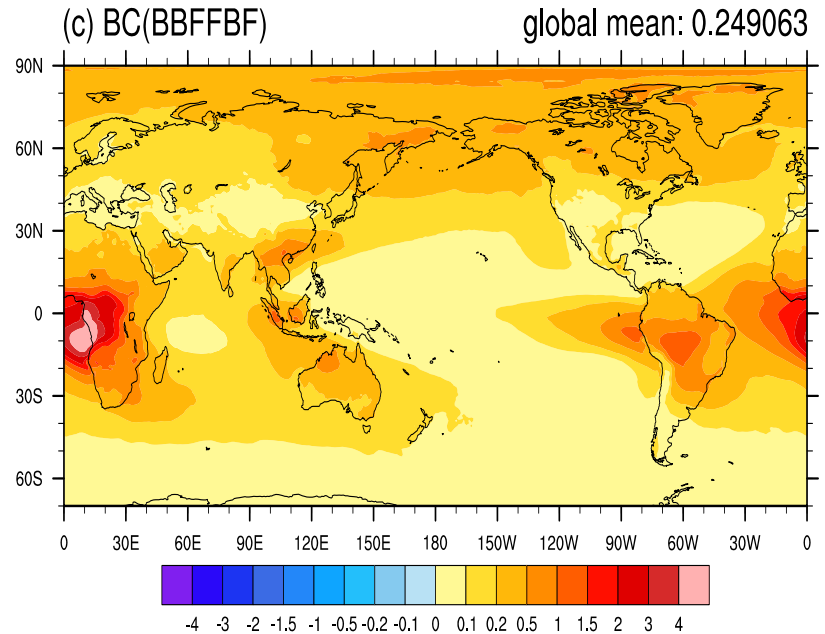 (c) BC(BBFFBF) global mean: 0.249063
90N
60N
30N
0
30S
60S
0 30E 60E 90E 120E 150E 180 150W 120W 90W 60W 30W 0
-4 -3 -2 -1.5 -1 -0.5 -0.2 -0.1 0 0.1 0.2 0.5 1 1.5 2 3 4